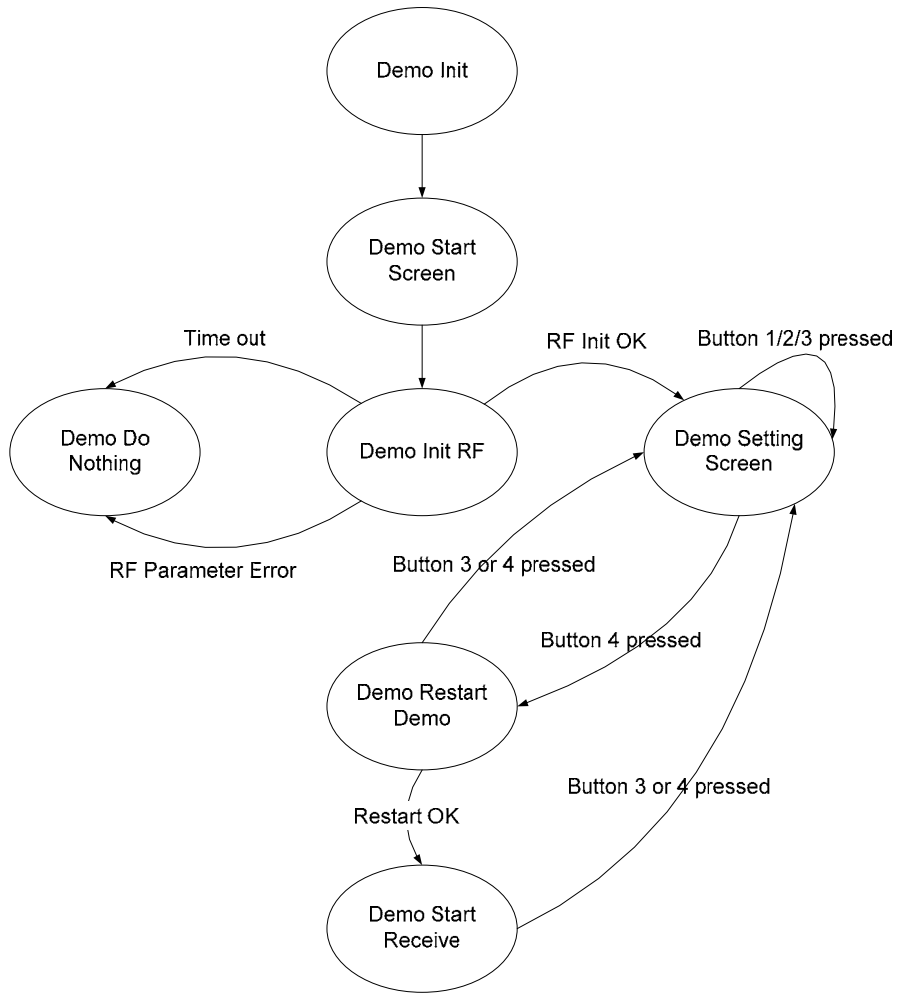 Demo Init
Demo Start
Screen
Time out
RF Init OK
Button 1/2/3 pressed
Demo Do
Nothing
Demo Init RF
Demo Setting
Screen
RF Parameter Error
Button 3 or 4 pressed
Button 4 pressed
Demo Restart
Demo
Button 3 or 4 pressed
Restart OK
Demo Start
Receive